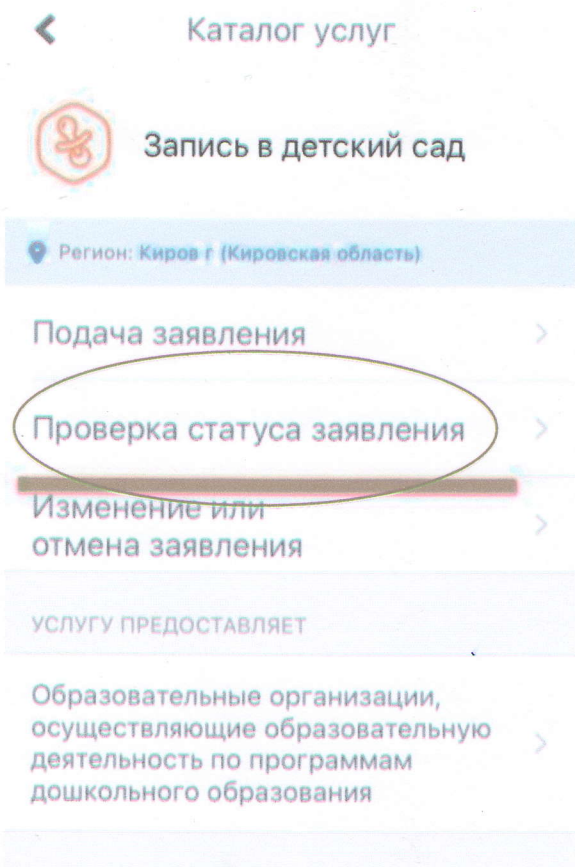 Каталог услуг
Запись в детский сад
Регион: Киров г (Кировская область)
Подача заявления
Проверка статуса заявления
Изменение или
отмена заявления
УСЛУГУ ПРЕДОСТАВЛЯЕТ
Образовательные организации,
осуществляющие образовательную
деятельность по программам
дошкольного образования